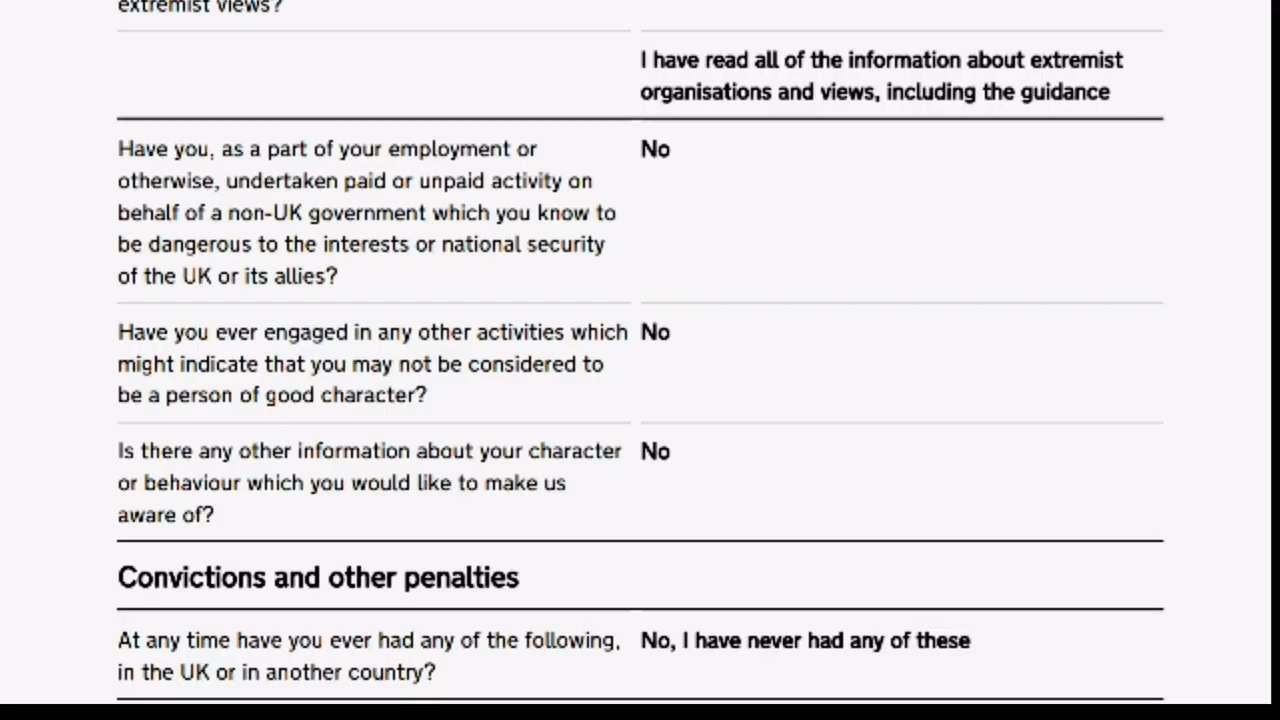 extremist views?
I have read all of the information about extremist
organisations and views, including the guidance
Have you, as a part of your employment or
otherwise, undertaken paid or unpaid activity on
behalf of a non-UK government which you know to
be dangerous to the interests or national security
of the UK or its allies?
No
Have you ever engaged in any other activities which
might indicate that you may not be considered to
be a person of good character?
No
Is there any other information about your character
or behaviour which you would like to make us
aware of?
No
Convictions and other penalties
At any time have you ever had any of the following,
in the UK or in another country?
No, I have never had any of these